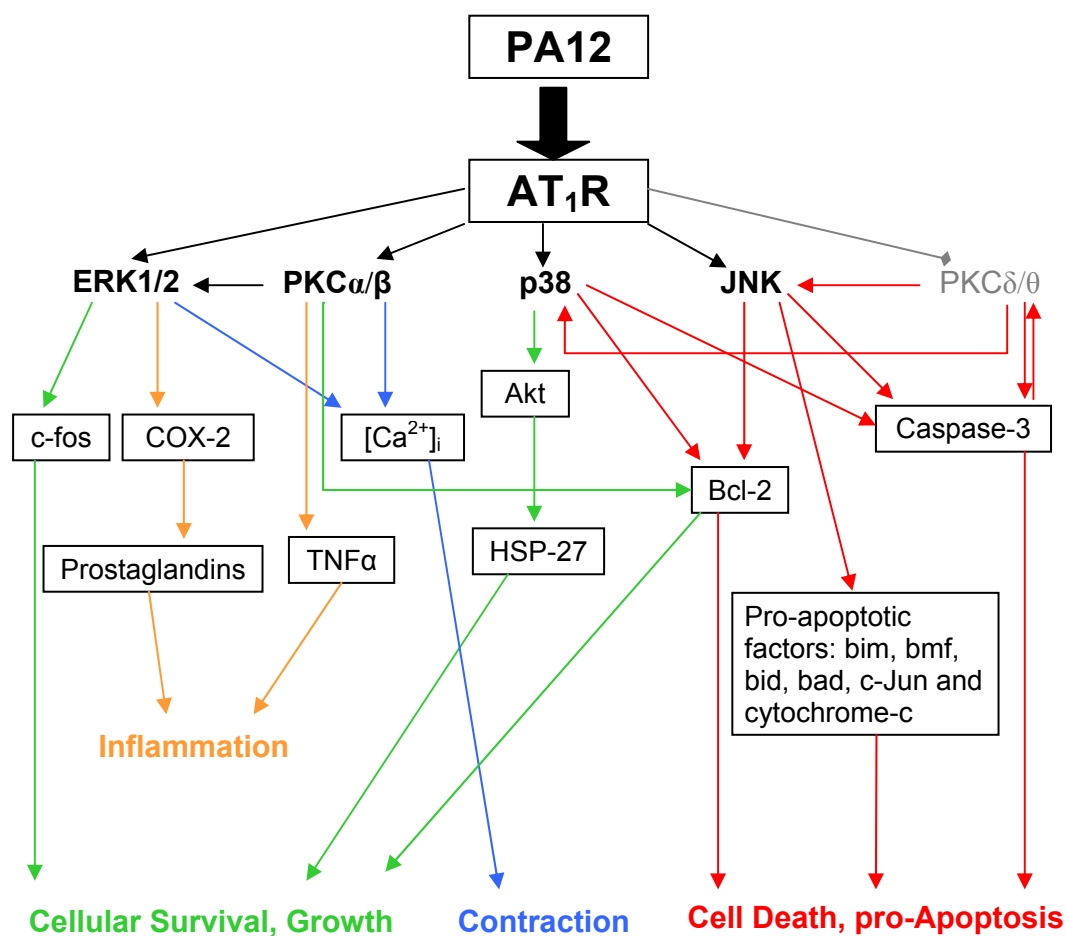 PA12
AT₁R
ERK1/2
PKCα/β
p38
JNK
PKCδ/θ
Akt
c-fos
COX-2
[Ca²⁺]ᵢ
Caspase-3
Bcl-2
Prostaglandins
TNFα
HSP-27
Pro-apoptotic
factors: bim, bmf,
bid, bad, c-Jun and
cytochrome-c
Inflammation
Cellular Survival, Growth
Contraction
Cell Death, pro-Apoptosis